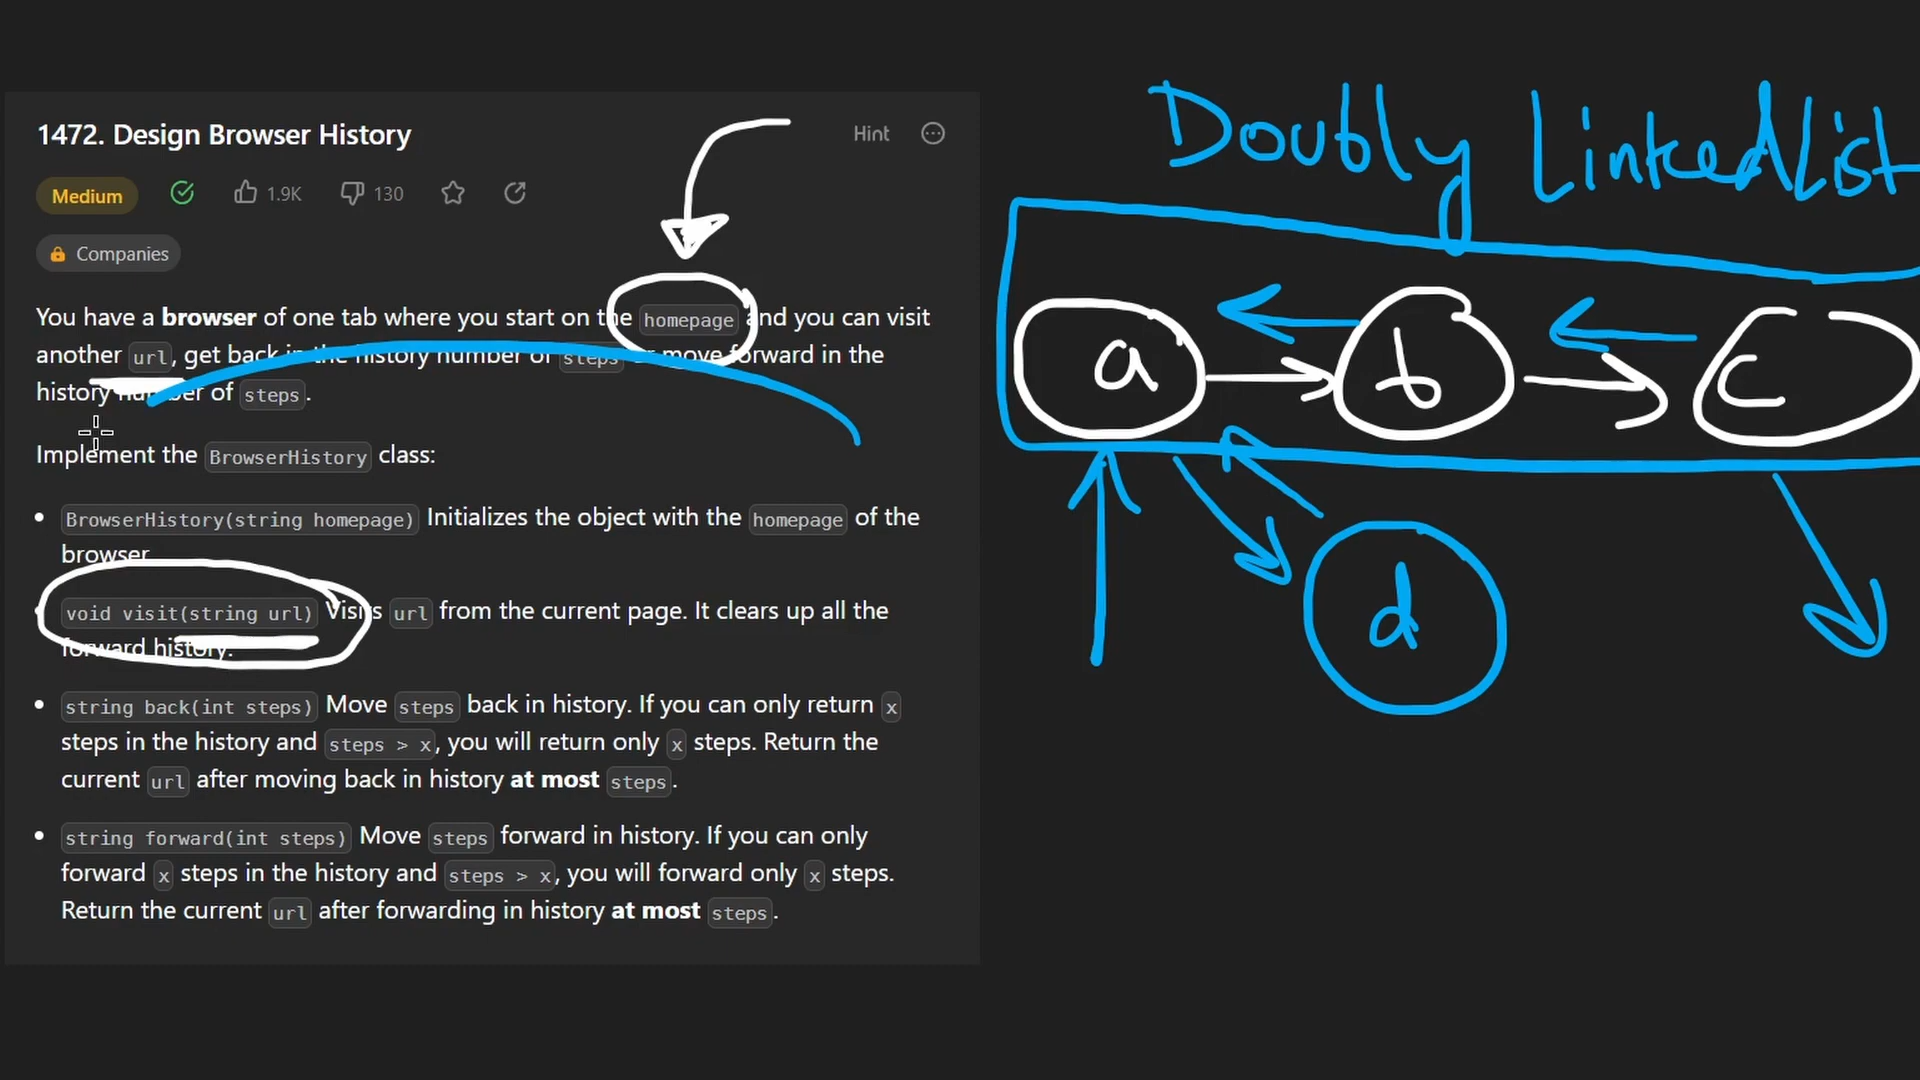 1472. Design Browser History
Hint
Medium 1.9K 130
Companies
You have a browser of one tab where you start on the homepage and you can visit
another url, get back in the history number of steps or move forward in the
history number of steps.
Implement the BrowserHistory class:
• BrowserHistory(string homepage) Initializes the object with the homepage of the
browser.
• void visit(string url) Visits url from the current page. It clears up all the
forward history.
• string back(int steps) Move steps back in history. If you can only return x
steps in the history and steps > x, you will return only x steps. Return the
current url after moving back in history at most steps.
• string forward(int steps) Move steps forward in history. If you can only
forward x steps in the history and steps > x, you will forward only x steps.
Return the current url after forwarding in history at most steps.
Doubly LinkedList
a b c
d